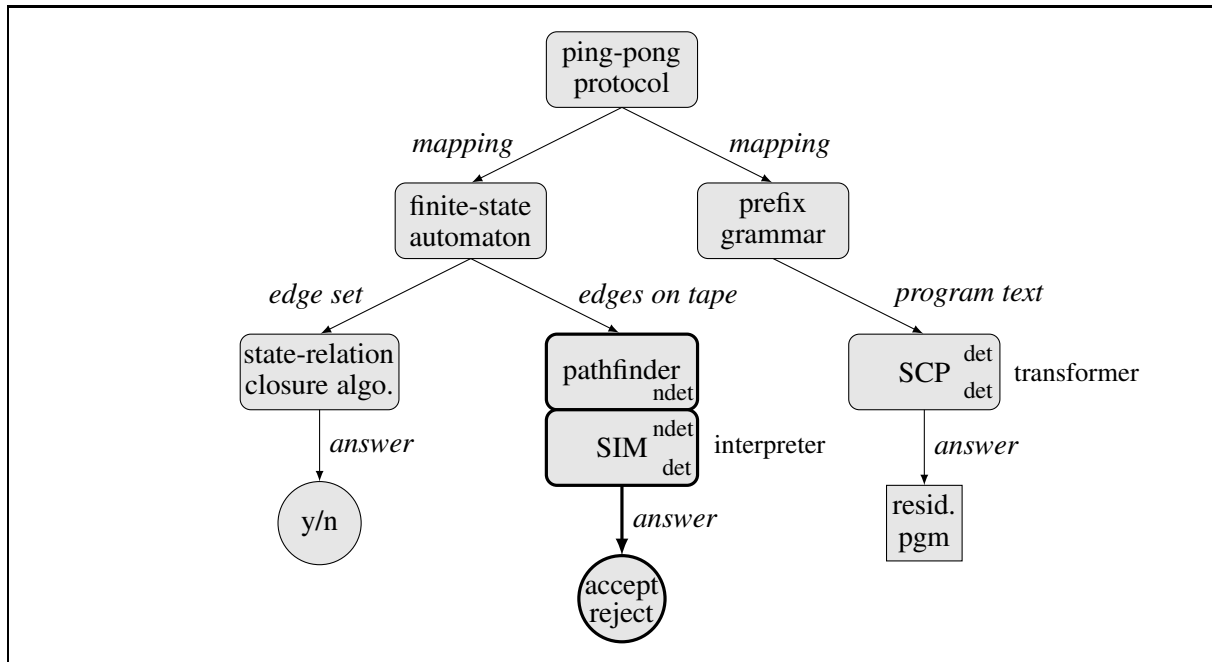 ping-pong
protocol
mapping
mapping
finite-state
automaton
prefix
grammar
edge set
edges on tape
program text
state-relation
closure algo.
pathfinder
ndet
SCP
det
det
transformer
SIM
ndet
det
interpreter
answer
answer
y/n
resid.
pgm
answer
accept
reject